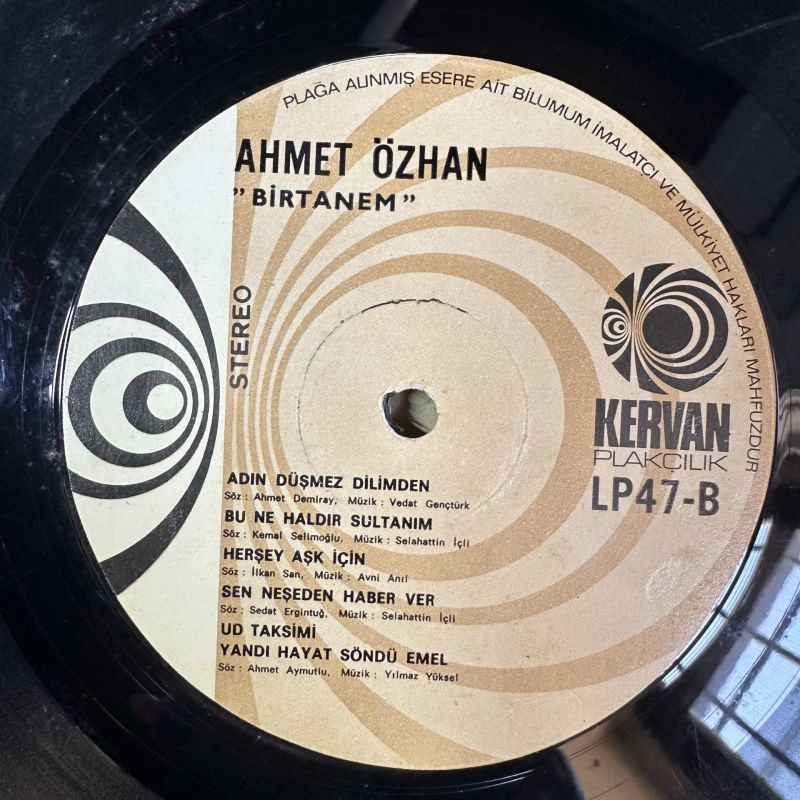 PLAĞA ALINMIŞ ESERE AİT BİLUMUM İMALATÇI VE MÜLKİYET HAKLARI MAHFUZDUR
AHMET ÖZHAN
"BİRTANEM"
STEREO
KERVAN
PLAKÇILIK
LP47-B
ADIN DÜŞMEZ DİLİMDEN
Söz : Ahmet Demiray, Müzik : Vedat Gençtürk
BU NE HALDIR SULTANIM
Söz : Kemal Selimoğlu, Müzik : Selahattin İçli
HERŞEY AŞK İÇİN
Söz : İlkan San, Müzik : Avni Anıl
SEN NEŞEDEN HABER VER
Söz : Sedat Ergintuğ, Müzik : Selahattin İçli
UD TAKSİMİ
YANDI HAYAT SÖNDÜ EMEL
Söz : Ahmet Aymutlu, Müzik : Yılmaz Yüksel